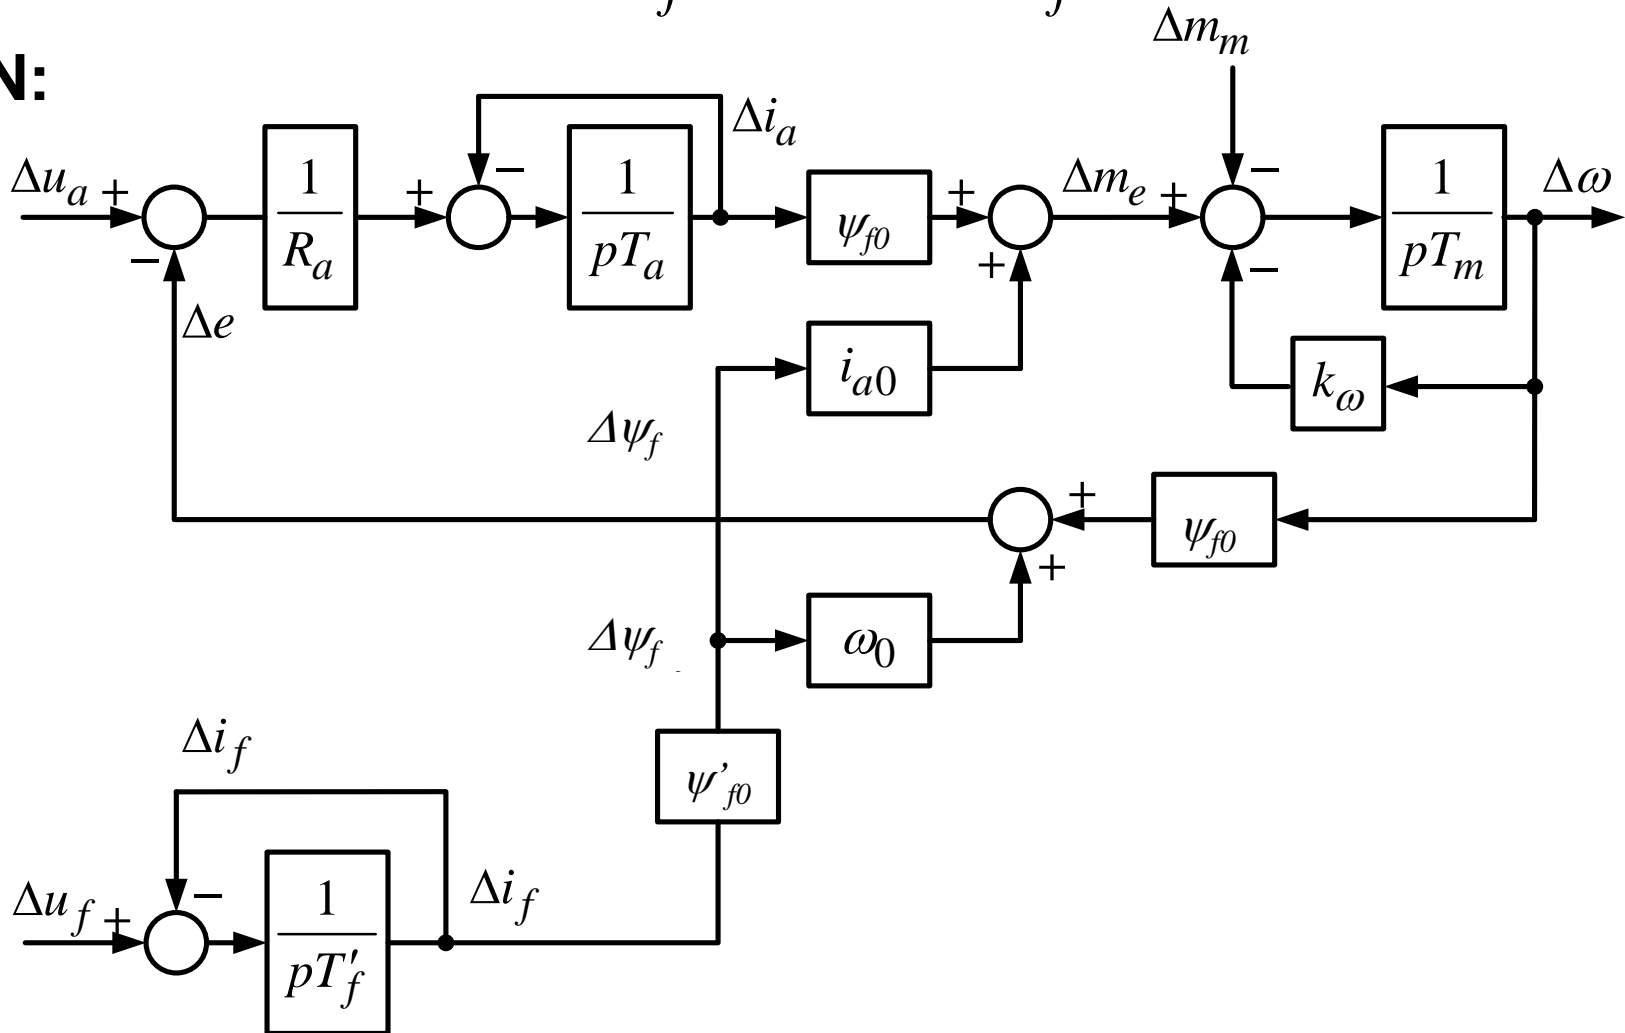 f f
Δm_m
N:
Δi_a
Δu_a + 1 + − 1 + Δm_e + − 1 Δω
R_a pT_a ψ_f0 pT_m
− + −
Δe
i_a0 k_ω
Δψ_f
+
ψ_f0
+
Δψ_f ω_0
Δi_f
ψ’_f0
Δu_f + − 1 Δi_f
pT′_f